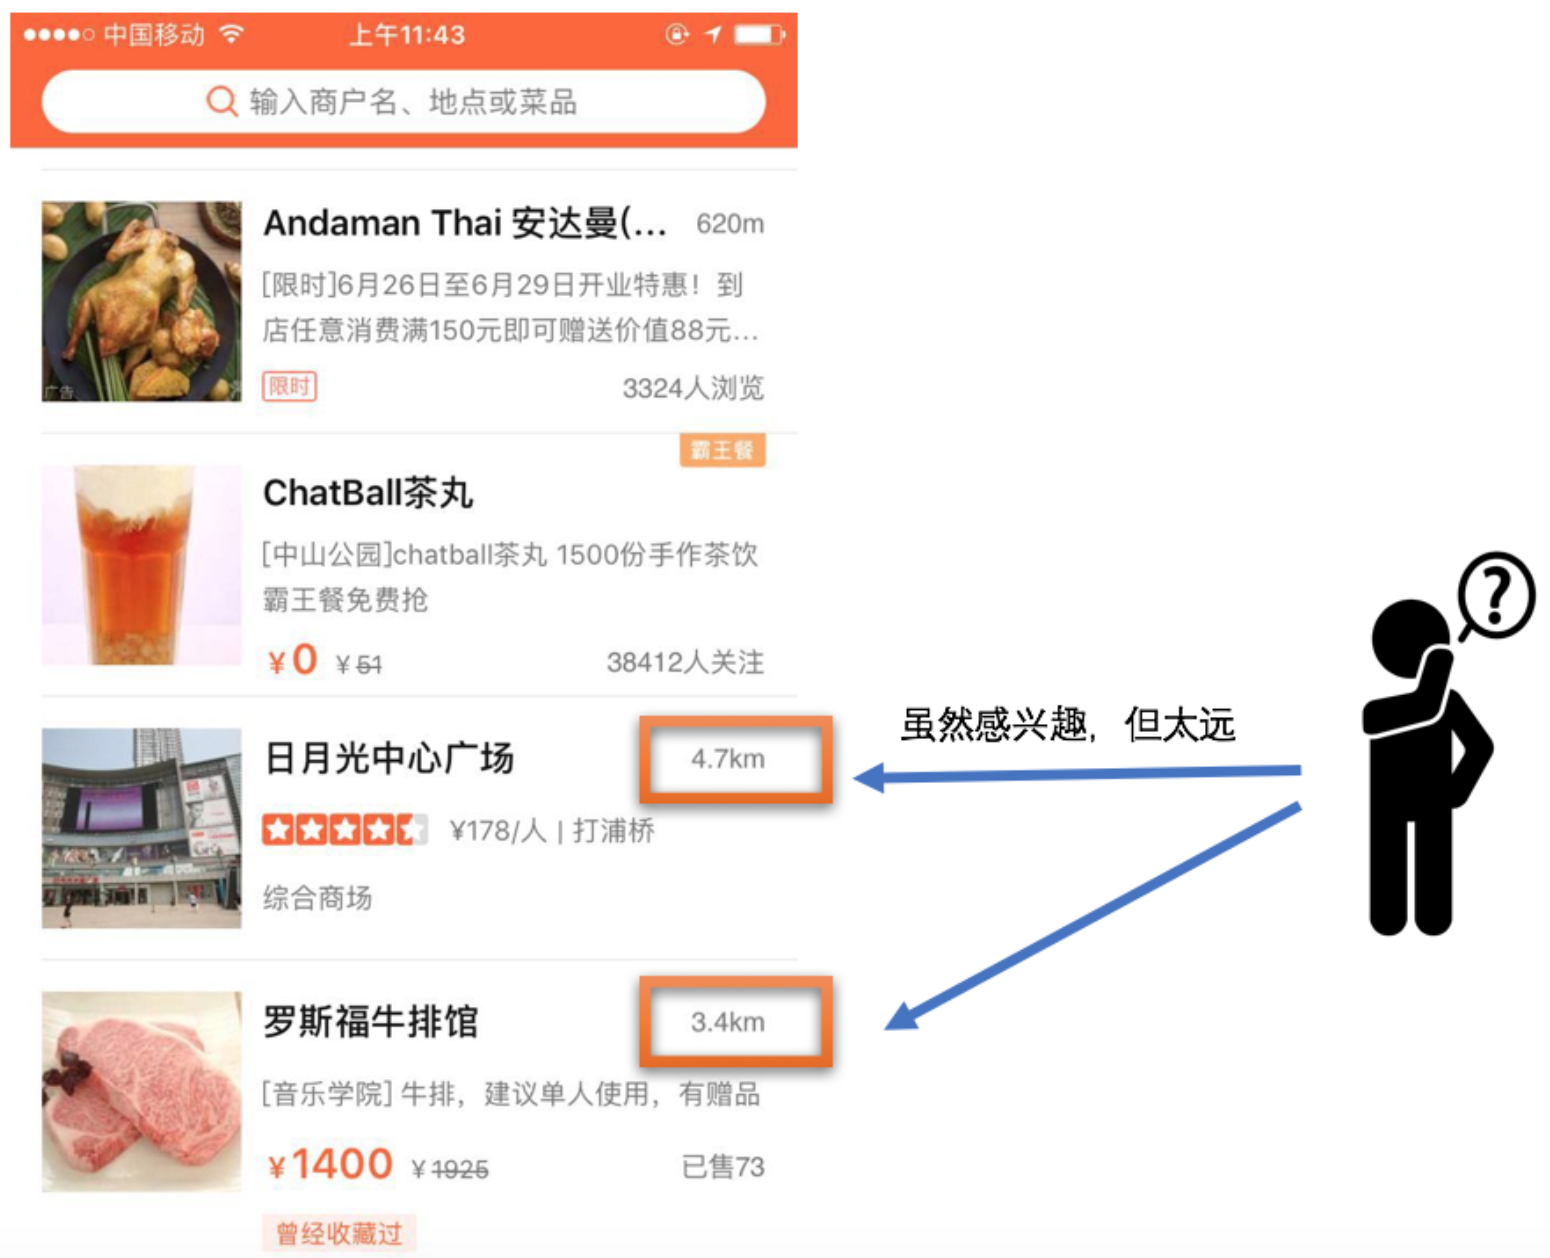 中国移动 上午11:43
输入商户名、地点或菜品
Andaman Thai 安达曼(... 620m
[限时]6月26日至6月29日开业特惠！到
店任意消费满150元即可赠送价值88元...
广告
限时 3324人浏览
霸王餐
ChatBall茶丸
[中山公园]chatball茶丸 1500份手作茶饮
霸王餐免费抢
¥0 ¥51 38412人关注
日月光中心广场 4.7km
虽然感兴趣，但太远
?
¥178/人 | 打浦桥
综合商场
罗斯福牛排馆 3.4km
[音乐学院] 牛排，建议单人使用，有赠品
¥1400 ¥1925 已售73
曾经收藏过